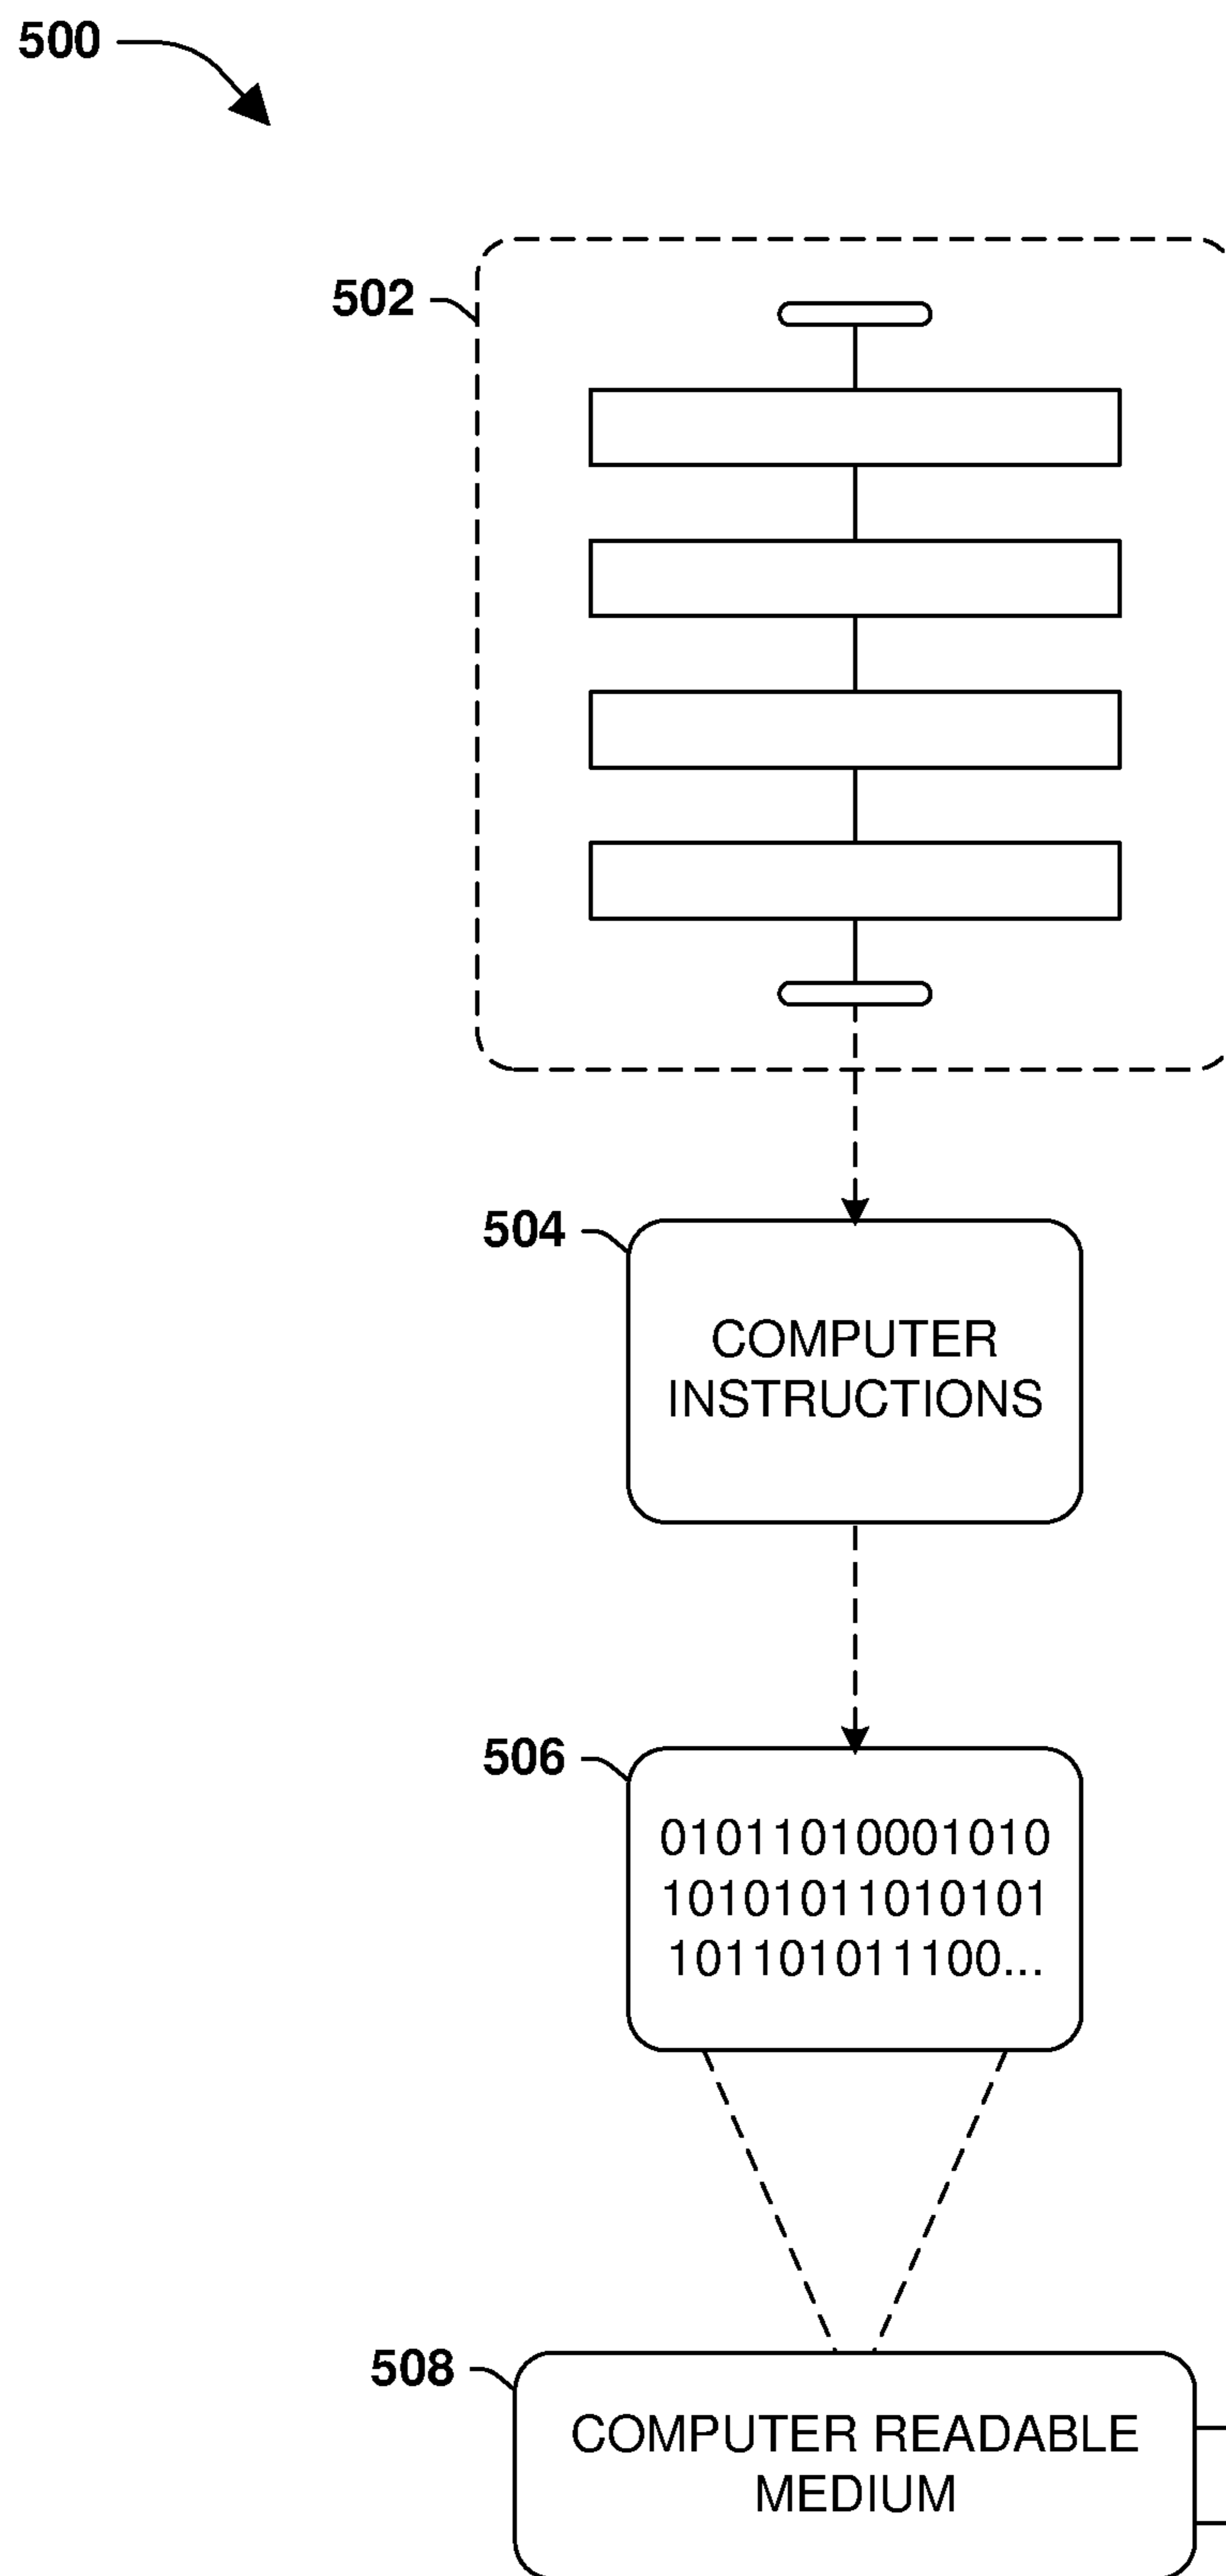 500
502
504
COMPUTER
INSTRUCTIONS
506
01011010001010
10101011010101
101101011100...
508
COMPUTER READABLE
MEDIUM